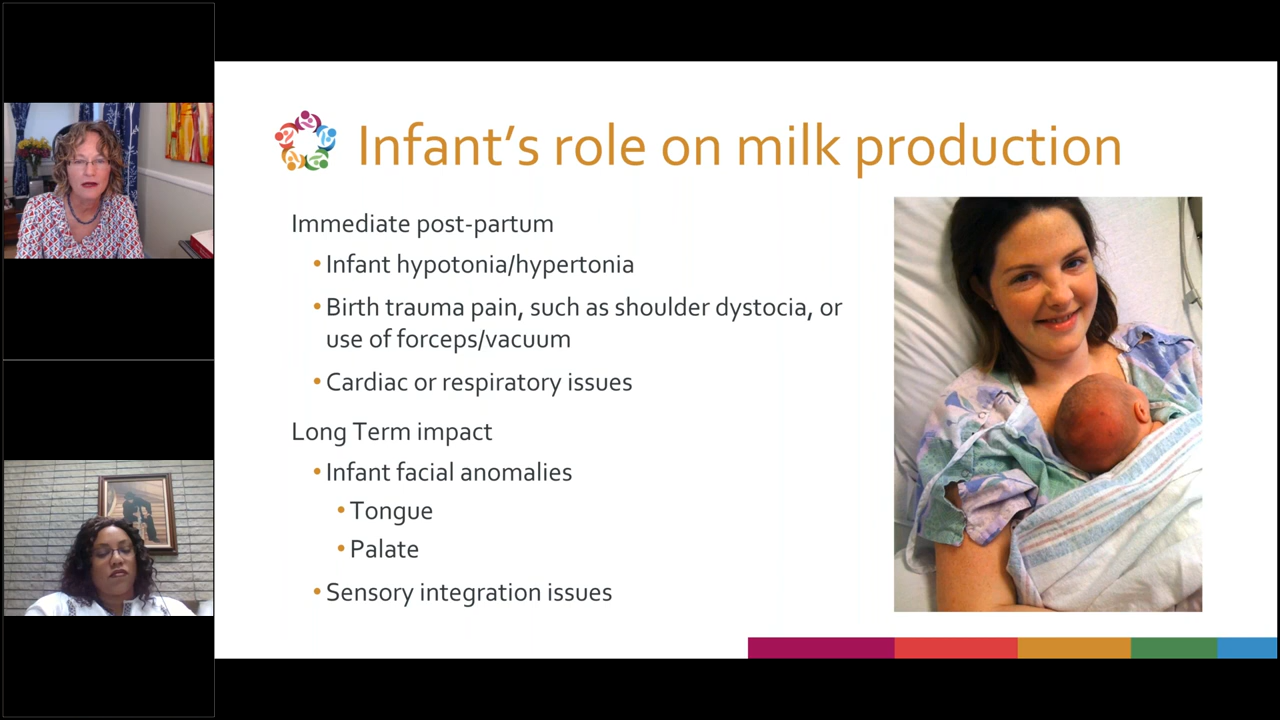 Infant's role on milk production
Immediate post-partum
• Infant hypotonia/hypertonia
• Birth trauma pain, such as shoulder dystocia, or
use of forceps/vacuum
• Cardiac or respiratory issues
Long Term impact
• Infant facial anomalies
• Tongue
• Palate
• Sensory integration issues